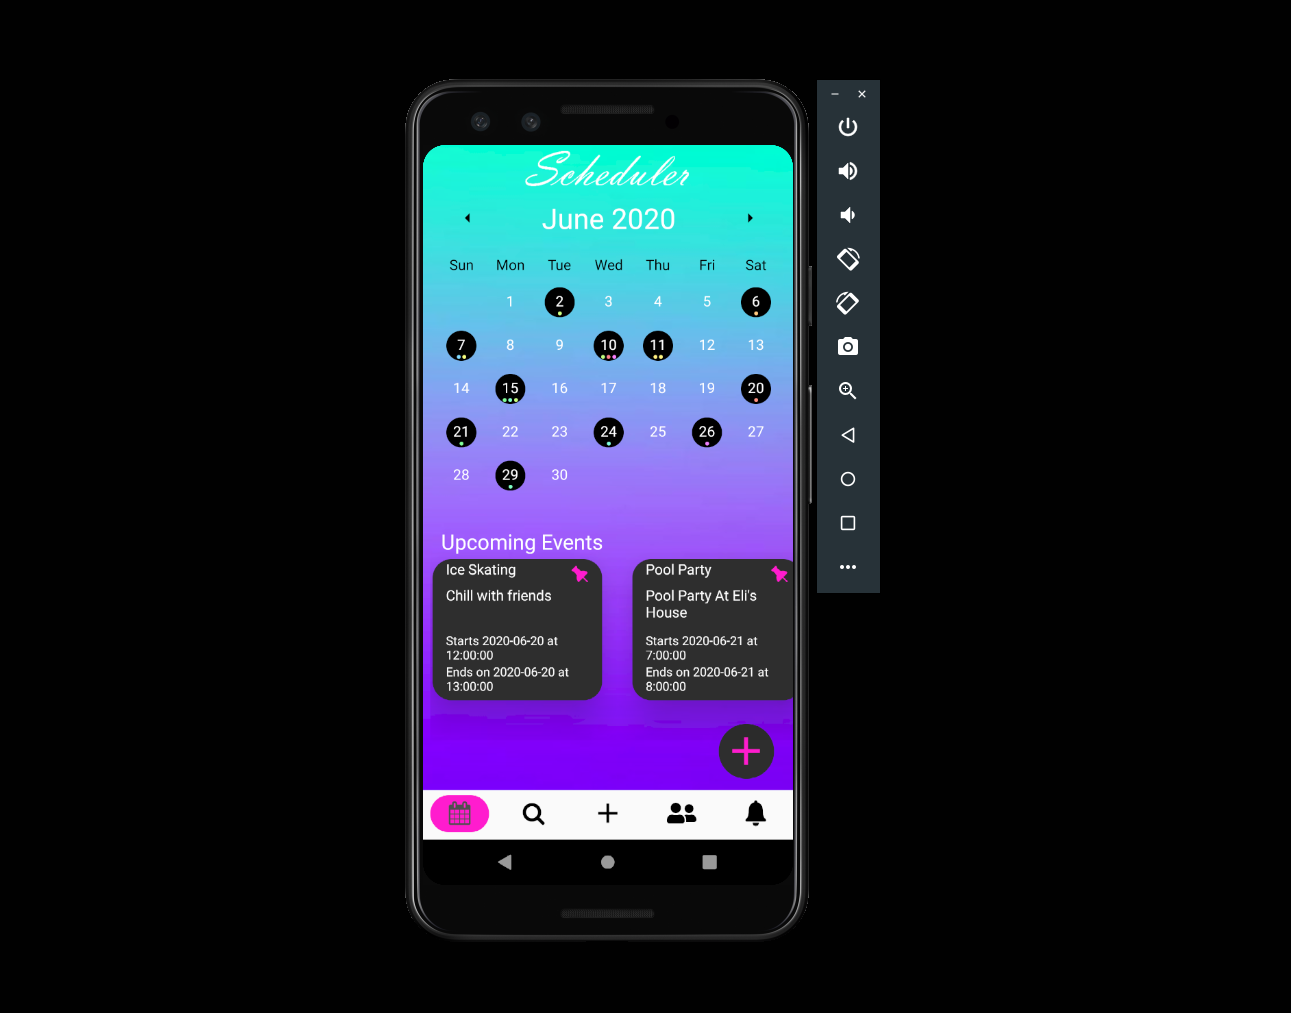 Scheduler
June 2020
Sun Mon Tue Wed Thu Fri Sat
1 2 3 4 5 6
7 8 9 10 11 12 13
14 15 16 17 18 19 20
21 22 23 24 25 26 27
28 29 30
Upcoming Events
Ice Skating
Chill with friends
Starts 2020-06-20 at
12:00:00
Ends on 2020-06-20 at
13:00:00
Pool Party
Pool Party At Eli's
House
Starts 2020-06-21 at
7:00:00
Ends on 2020-06-21 at
8:00:00